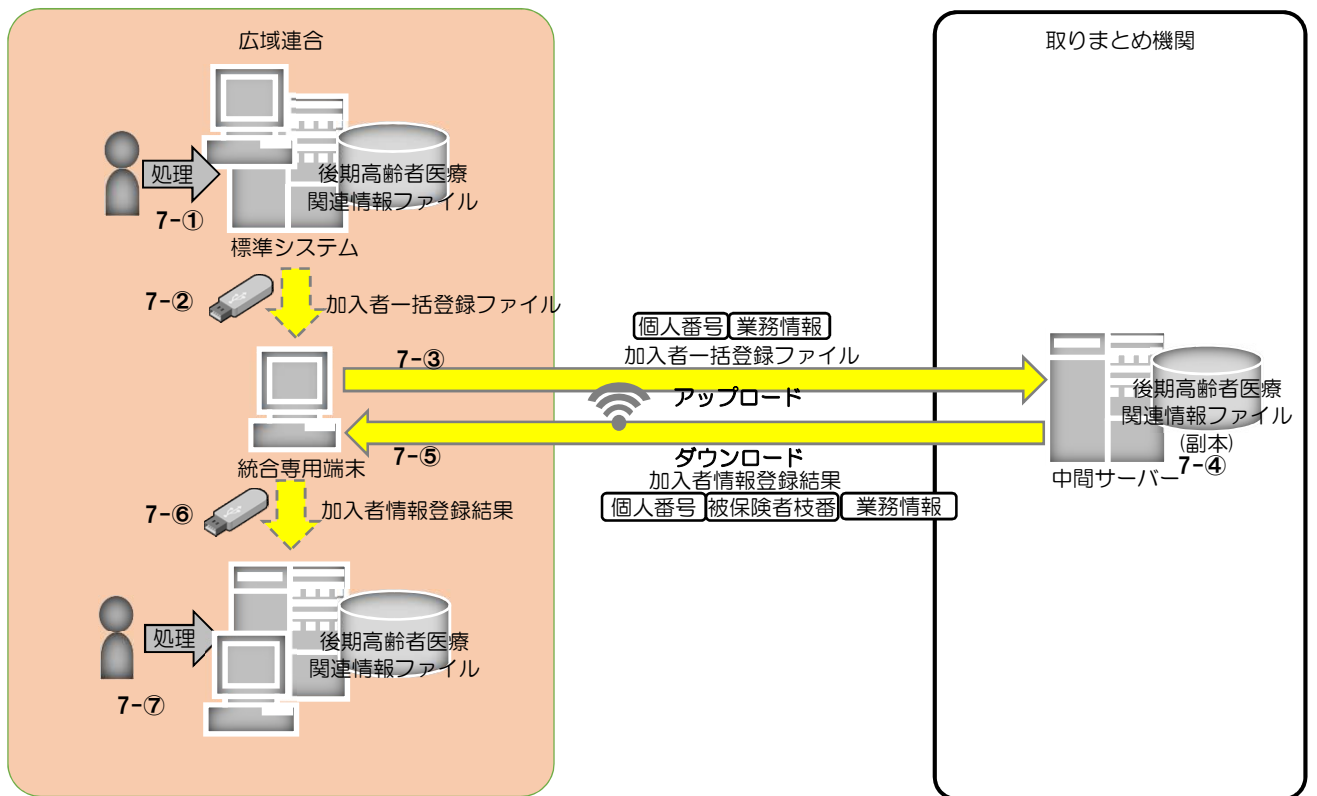 広域連合
取りまとめ機関
処理
後期高齢者医療
関連情報ファイル
7-①
標準システム
7-②
加入者一括登録ファイル
個人番号 業務情報
加入者一括登録ファイル
7-③
アップロード
後期高齢者医療
関連情報ファイル
(副本)
7-④
中間サーバー
7-⑤
統合専用端末
ダウンロード
加入者情報登録結果
個人番号 被保険者枝番 業務情報
7-⑥
加入者情報登録結果
処理
後期高齢者医療
関連情報ファイル
7-⑦